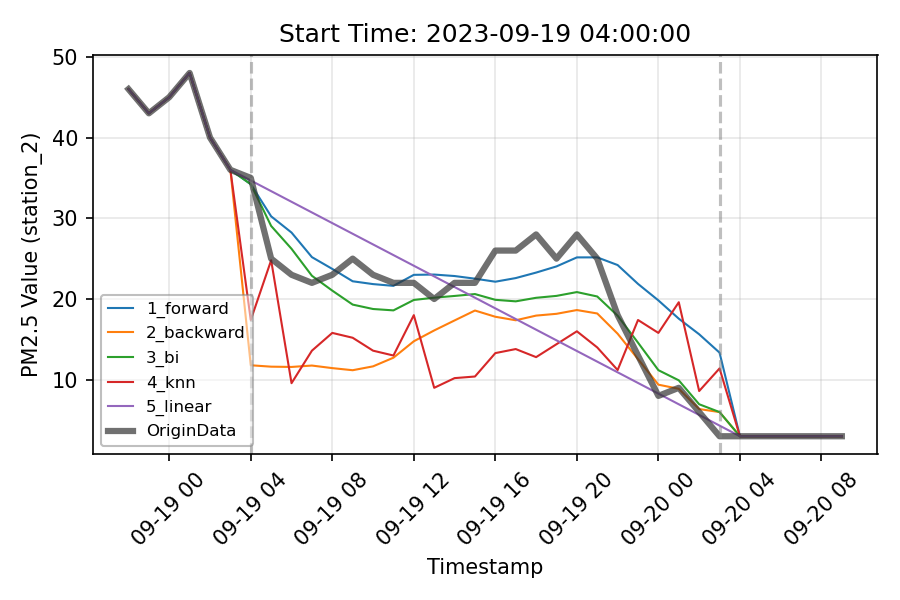 Start Time: 2023-09-19 04:00:00
PM2.5 Value (station_2)
50
40
30
20
10
1_forward
2_backward
3_bi
4_knn
5_linear
OriginData
09-19 00
09-19 04
09-19 08
09-19 12
09-19 16
09-19 20
09-20 00
09-20 04
09-20 08
Timestamp